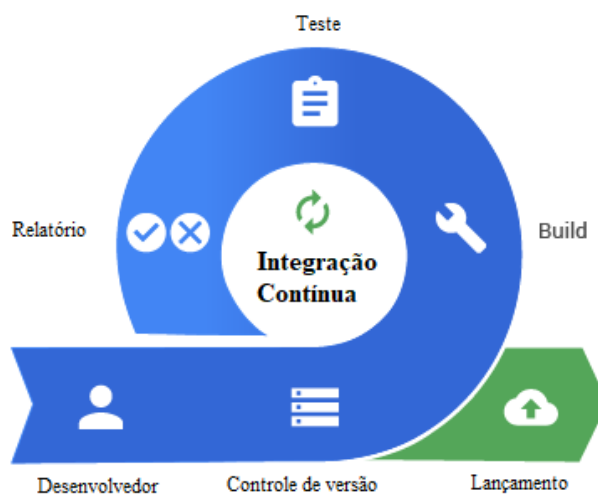 Teste
Relatório
Build
Integração
Contínua
Desenvolvedor
Controle de versão
Lançamento